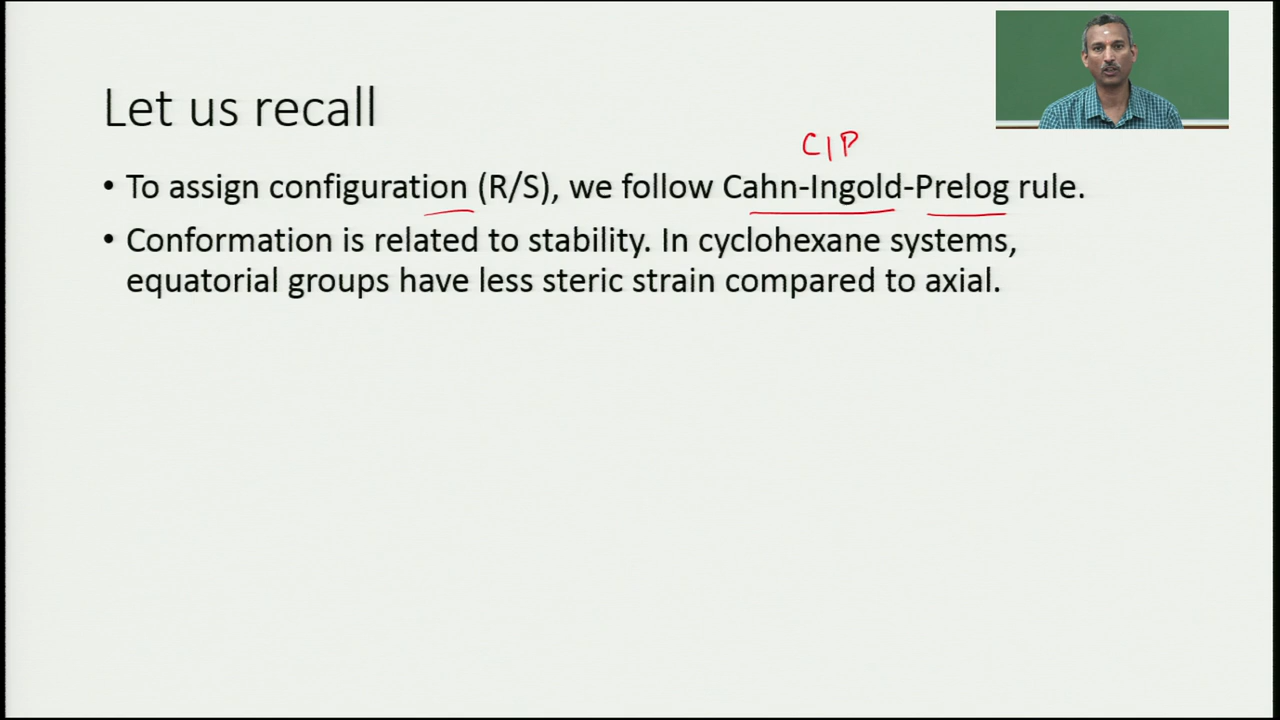 Let us recall
CIP
• To assign configuration (R/S), we follow Cahn-Ingold-Prelog rule.
• Conformation is related to stability. In cyclohexane systems,
equatorial groups have less steric strain compared to axial.